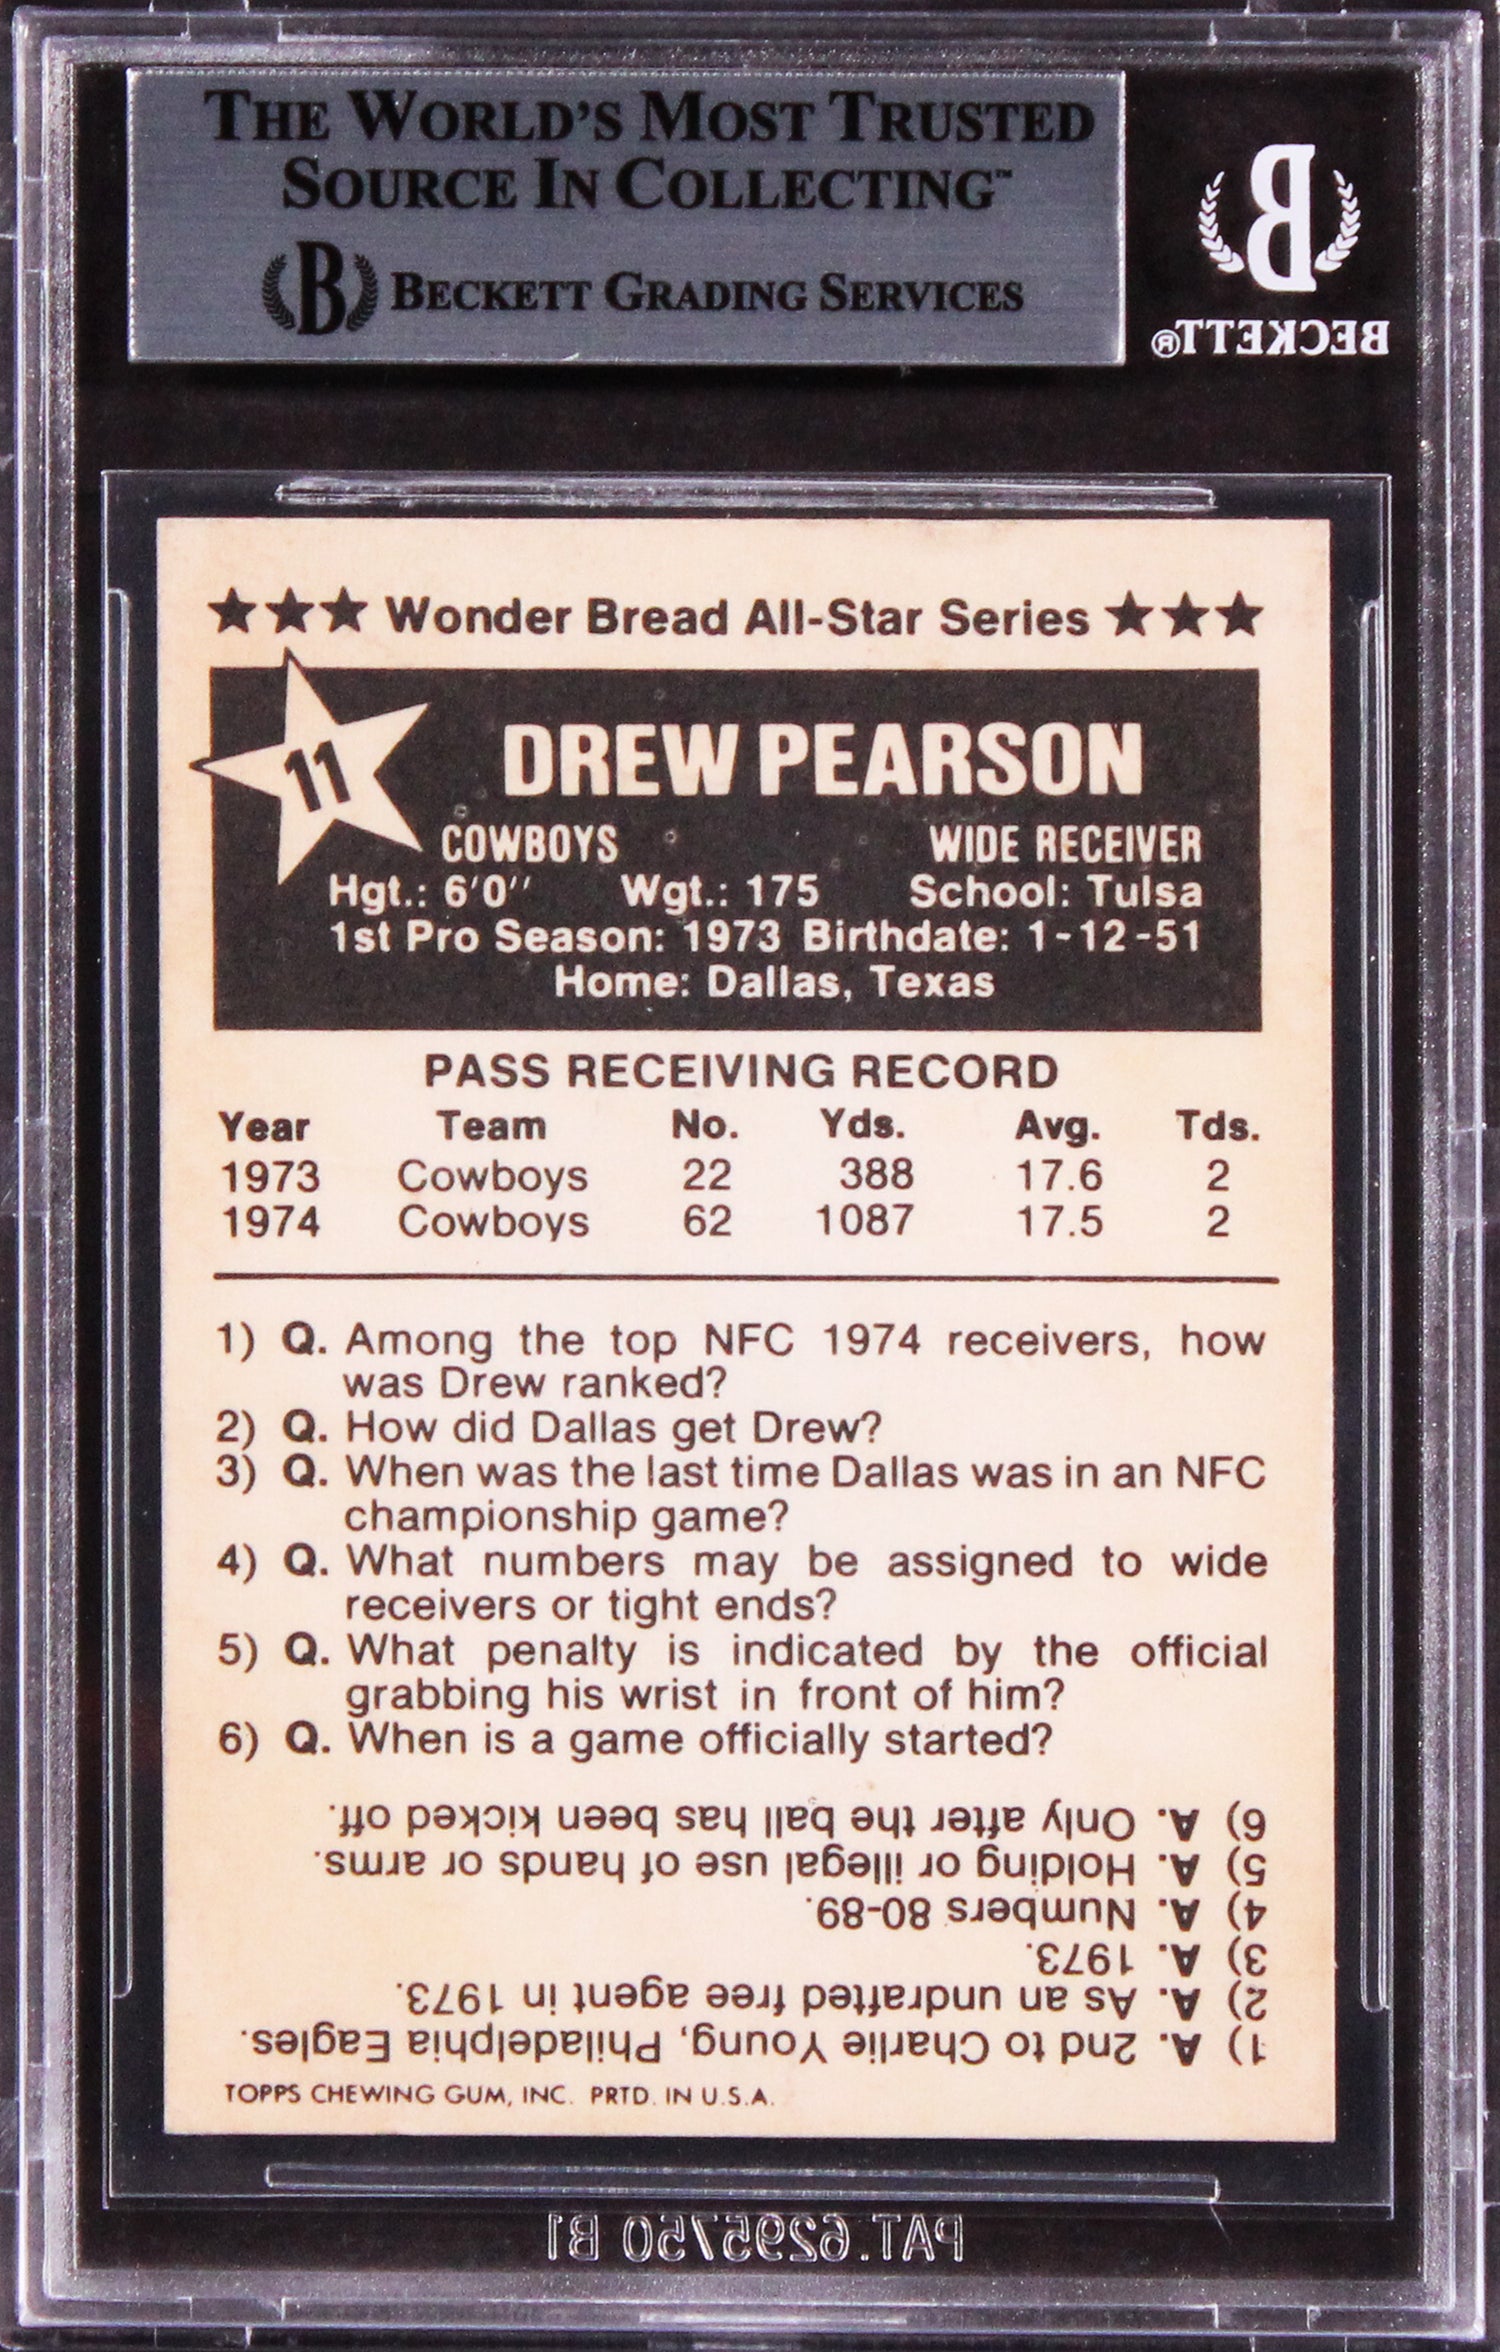 THE WORLD'S MOST TRUSTED
SOURCE IN COLLECTING™
B BECKETT GRADING SERVICES
B
BECKETT®
★★★ Wonder Bread All-Star Series ★★★
11
DREW PEARSON
COWBOYS WIDE RECEIVER
Hgt.: 6'0'' Wgt.: 175 School: Tulsa
1st Pro Season: 1973 Birthdate: 1-12-51
Home: Dallas, Texas
PASS RECEIVING RECORD
Year Team No. Yds. Avg. Tds.
1973 Cowboys 22 388 17.6 2
1974 Cowboys 62 1087 17.5 2
1) Q. Among the top NFC 1974 receivers, how
was Drew ranked?
2) Q. How did Dallas get Drew?
3) Q. When was the last time Dallas was in an NFC
championship game?
4) Q. What numbers may be assigned to wide
receivers or tight ends?
5) Q. What penalty is indicated by the official
grabbing his wrist in front of him?
6) Q. When is a game officially started?
1) A. 2nd to Charlie Young, Philadelphia Eagles.
2) A. As an undrafted free agent in 1973.
3) A. 1973.
4) A. Numbers 80-89.
5) A. Holding or illegal use of hands or arms.
6) A. Only after the ball has been kicked off.
TOPPS CHEWING GUM, INC. PRTD. IN U.S.A.
PAT.6295750 B1